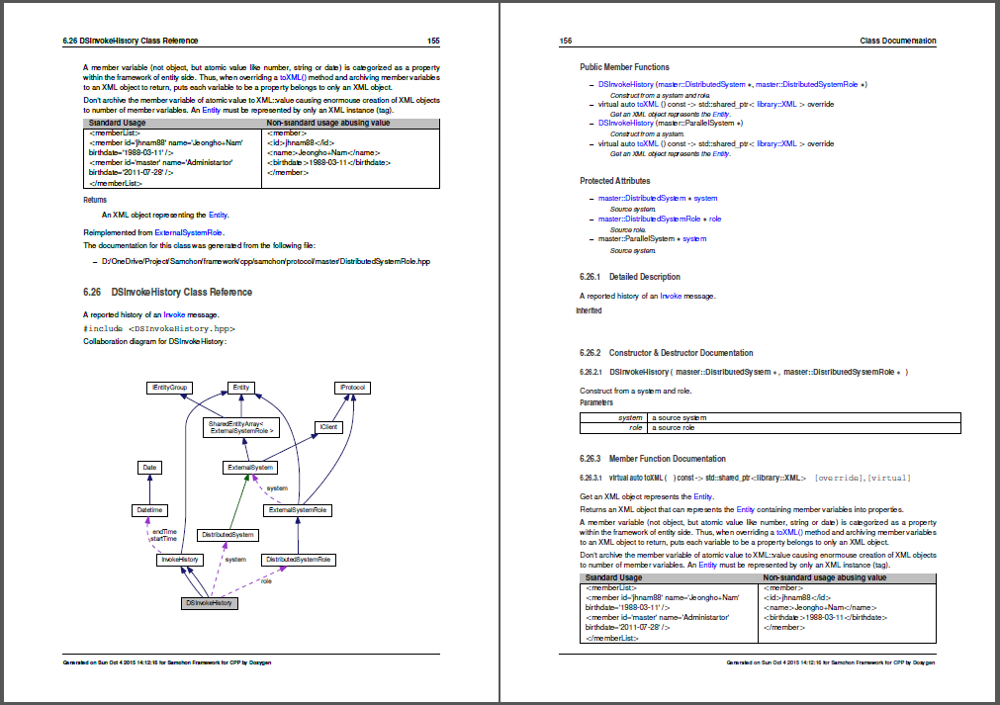 6.26 DSInvokeHistory Class Reference 155
A member variable (not object, but atomic value like number, string or date) is categorized as a property
within the framework of entity side. Thus, when overriding a toXML() method and archiving member variables
to an XML object to return, puts each variable to be a property belongs to only an XML object.
Don't archive the member variable of atomic value to XML::value causing enormouse creation of XML objects
to number of member variables. An Entity must be represented by only an XML instance (tag).
Standard Usage Non-standard usage abusing value
<memberList> <member>
<member id='jhnam88' name='Jeongho+Nam' <id>jhnam88</id>
birthdate='1988-03-11' /> <name>Jeongho+Nam</name>
<member id='master' name='Administartor' <birthdate>1988-03-11</birthdate>
birthdate='2011-07-28' /> </member>
</memberList>
Returns
An XML object representing the Entity.
Reimplemented from ExternalSystemRole.
The documentation for this class was generated from the following file:
– D:/OneDrive/Project/Samchon/framework/cpp/samchon/protocol/master/DistributedSystemRole.hpp
6.26 DSInvokeHistory Class Reference
A reported history of an Invoke message.
#include <DSInvokeHistory.hpp>
Collaboration diagram for DSInvokeHistory:
IEntityGroup Entity IProtocol
SharedEntityArray<
ExternalSystemRole >
IClient
Date ExternalSystem
system
Datetime ExternalSystemRole
endTime
startTime
DistributedSystem
InvokeHistory system DistributedSystemRole
role
DSInvokeHistory
Generated on Sun Oct 4 2015 14:12:16 for Samchon Framework for CPP by Doxygen
156 Class Documentation
Public Member Functions
– DSInvokeHistory (master::DistributedSystem ∗, master::DistributedSystemRole ∗)
Construct from a system and role.
– virtual auto toXML () const -> std::shared_ptr< library::XML > override
Get an XML object represents the Entity.
– DSInvokeHistory (master::ParallelSystem ∗)
Construct from a system.
– virtual auto toXML () const -> std::shared_ptr< library::XML > override
Get an XML object represents the Entity.
Protected Attributes
– master::DistributedSystem ∗ system
Source system.
– master::DistributedSystemRole ∗ role
Source role.
– master::ParallelSystem ∗ system
Source system.
6.26.1 Detailed Description
A reported history of an Invoke message.
Inherited
6.26.2 Constructor & Destructor Documentation
6.26.2.1 DSInvokeHistory ( master::DistributedSystem ∗ , master::DistributedSystemRole ∗ )
Construct from a system and role.
Parameters
system a source system
role a source role
6.26.3 Member Function Documentation
6.26.3.1 virtual auto toXML ( ) const -> std::shared_ptr<library::XML> [override],[virtual]
Get an XML object represents the Entity.
Returns an XML object that can represents the Entity containing member variables into properties.
A member variable (not object, but atomic value like number, string or date) is categorized as a property
within the framework of entity side. Thus, when overriding a toXML() method and archiving member variables
to an XML object to return, puts each variable to be a property belongs to only an XML object.
Don't archive the member variable of atomic value to XML::value causing enormouse creation of XML objects
to number of member variables. An Entity must be represented by only an XML instance (tag).
Standard Usage Non-standard usage abusing value
<memberList> <member>
<member id='jhnam88' name='Jeongho+Nam' <id>jhnam88</id>
birthdate='1988-03-11' /> <name>Jeongho+Nam</name>
<member id='master' name='Administartor' <birthdate>1988-03-11</birthdate>
birthdate='2011-07-28' /> </member>
</memberList>
Generated on Sun Oct 4 2015 14:12:16 for Samchon Framework for CPP by Doxygen